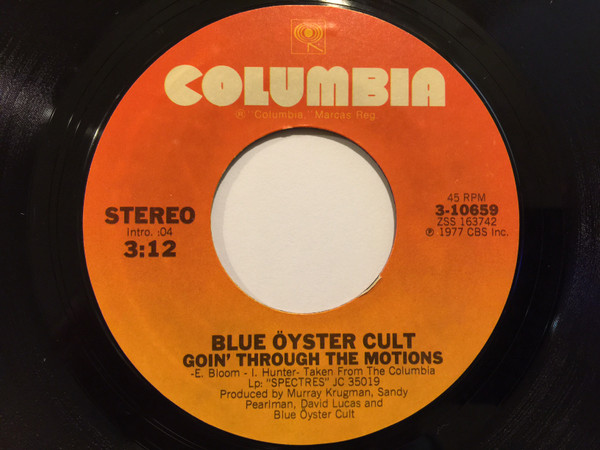 COLUMBIA
℗ "Columbia," Marcas Reg.
STEREO
Intro. :04
3:12
45 RPM
3-10659
ZSS 163742
℗ 1977 CBS Inc.
BLUE ÖYSTER CULT
GOIN' THROUGH THE MOTIONS
-E. Bloom - I. Hunter- Taken From The Columbia
Lp: "SPECTRES" JC 35019
Produced by Murray Krugman, Sandy
Pearlman, David Lucas and
Blue Öyster Cult